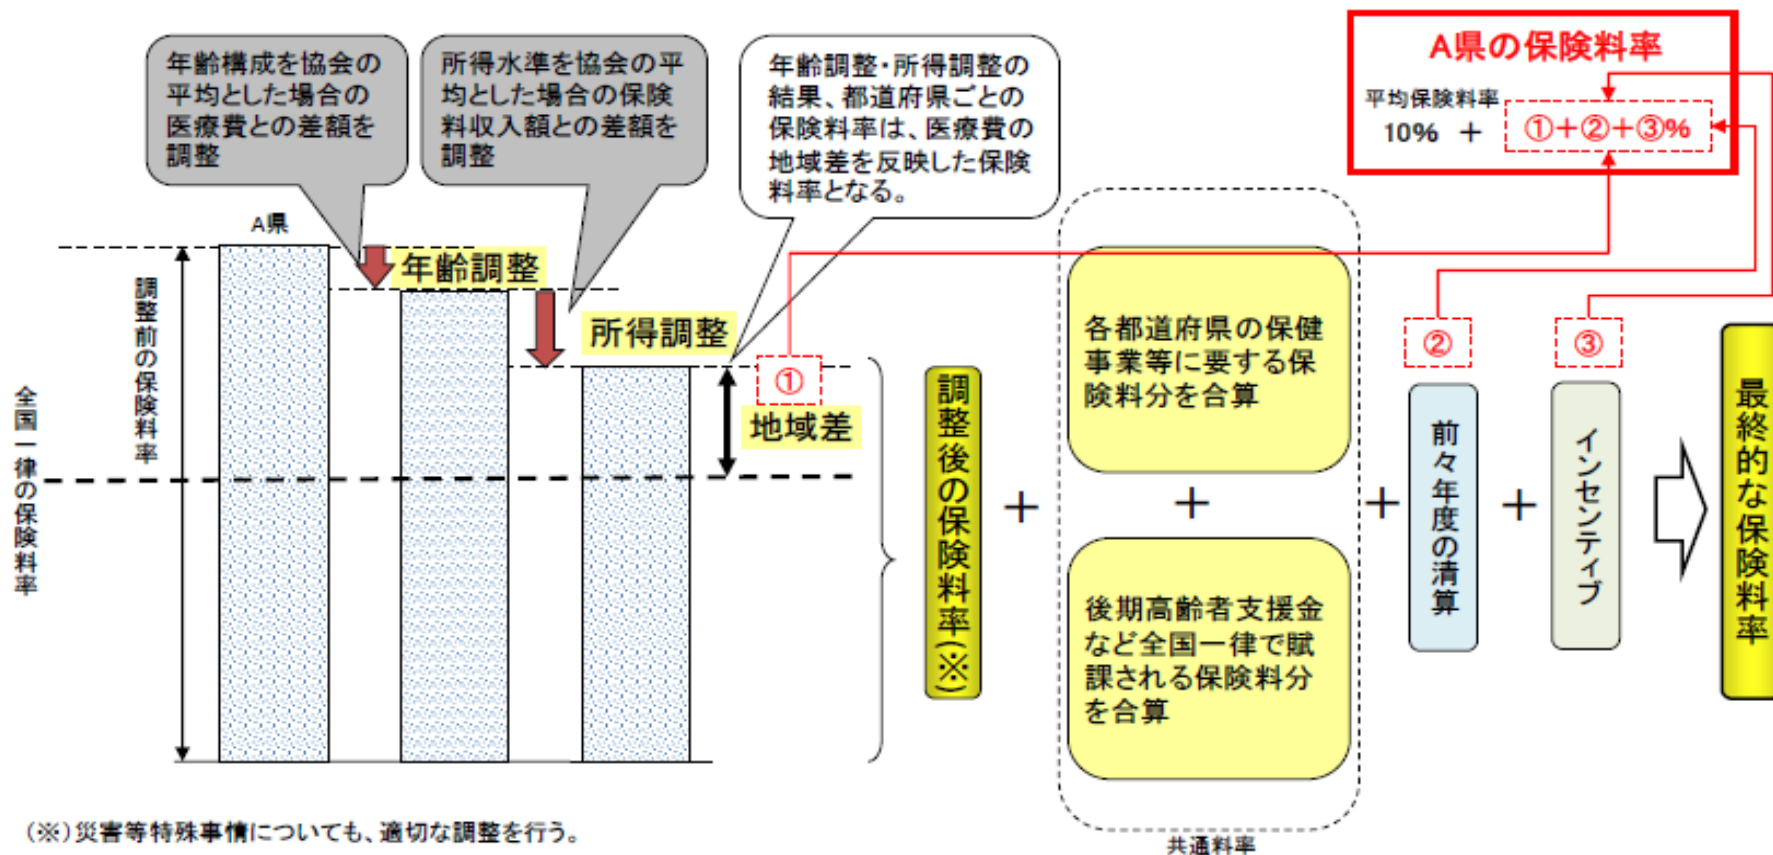 年齢構成を協会の
平均とした場合の
医療費との差額を
調整
所得水準を協会の平
均とした場合の保険
料収入額との差額を
調整
年齢調整・所得調整の
結果、都道府県ごとの
保険料率は、医療費の
地域差を反映した保険
料率となる。
A県の保険料率
平均保険料率
10% + ①+②+③%
A県
年齢調整
所得調整
①
地域差
調整前の保険料率
全国一律の保険料率
調整後の保険料率(※)
+
各都道府県の保健
事業等に要する保
険料分を合算
+
後期高齢者支援金
など全国一律で賦
課される保険料分
を合算
共通料率
+
②
前々年度の清算
+
③
インセンティブ
最終的な保険料率
(※)災害等特殊事情についても、適切な調整を行う。